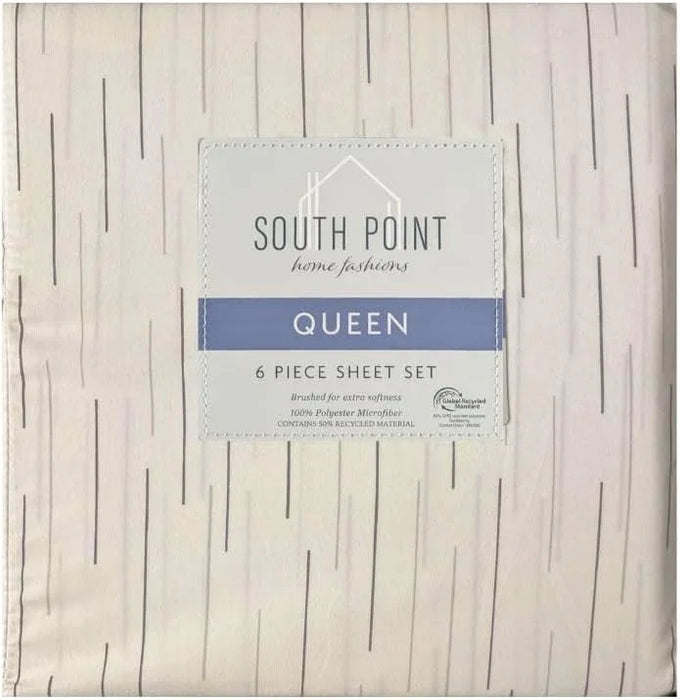 SOUTH POINT
home fashions
QUEEN
6 PIECE SHEET SET
Brushed for extra softness
100% Polyester Microfiber
CONTAINS 50% RECYCLED MATERIAL
Global Recycled
Standard